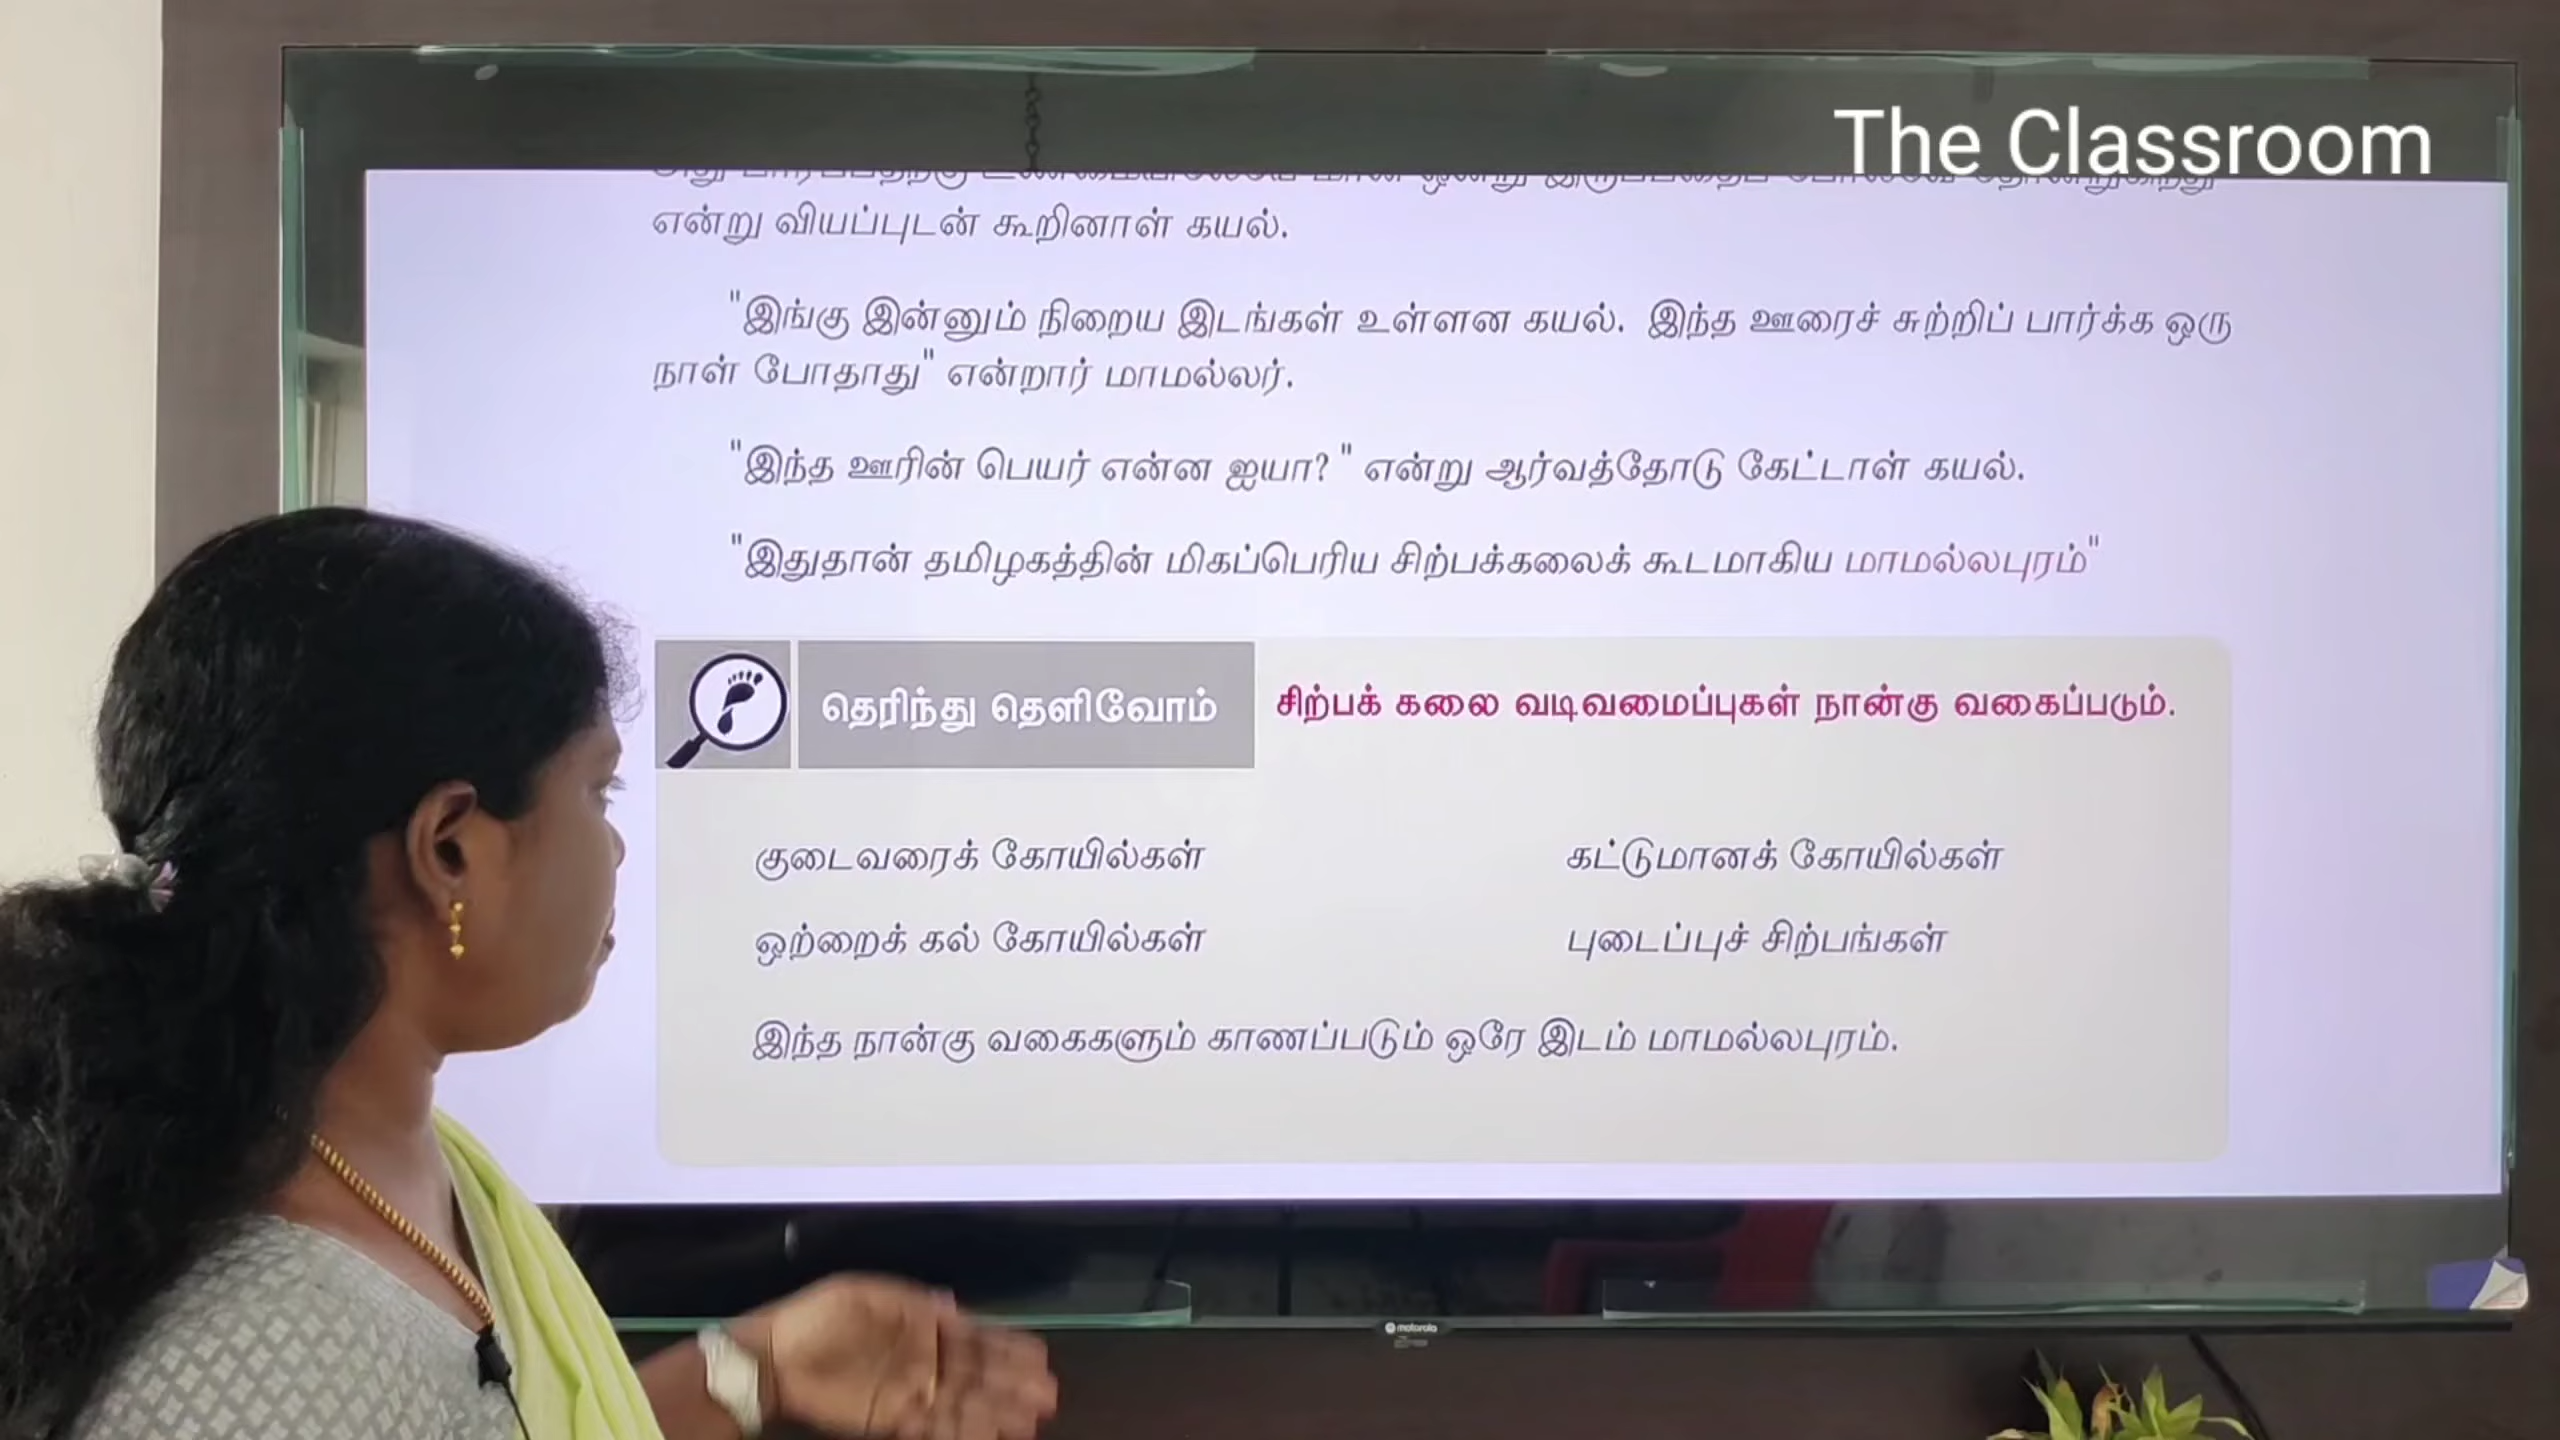 The Classroom
என்று வியப்புடன் கூறினாள் கயல்.
"இங்கு இன்னும் நிறைய இடங்கள் உள்ளன கயல். இந்த ஊரைச் சுற்றிப் பார்க்க ஒரு
நாள் போதாது" என்றார் மாமல்லர்.
"இந்த ஊரின் பெயர் என்ன ஐயா? " என்று ஆர்வத்தோடு கேட்டாள் கயல்.
"இதுதான் தமிழகத்தின் மிகப்பெரிய சிற்பக்கலைக் கூடமாகிய மாமல்லபுரம்"
தெரிந்து தெளிவோம் சிற்பக் கலை வடிவமைப்புகள் நான்கு வகைப்படும்.
குடைவரைக் கோயில்கள் கட்டுமானக் கோயில்கள்
ஒற்றைக் கல் கோயில்கள் புடைப்புச் சிற்பங்கள்
இந்த நான்கு வகைகளும் காணப்படும் ஒரே இடம் மாமல்லபுரம்.
motorola